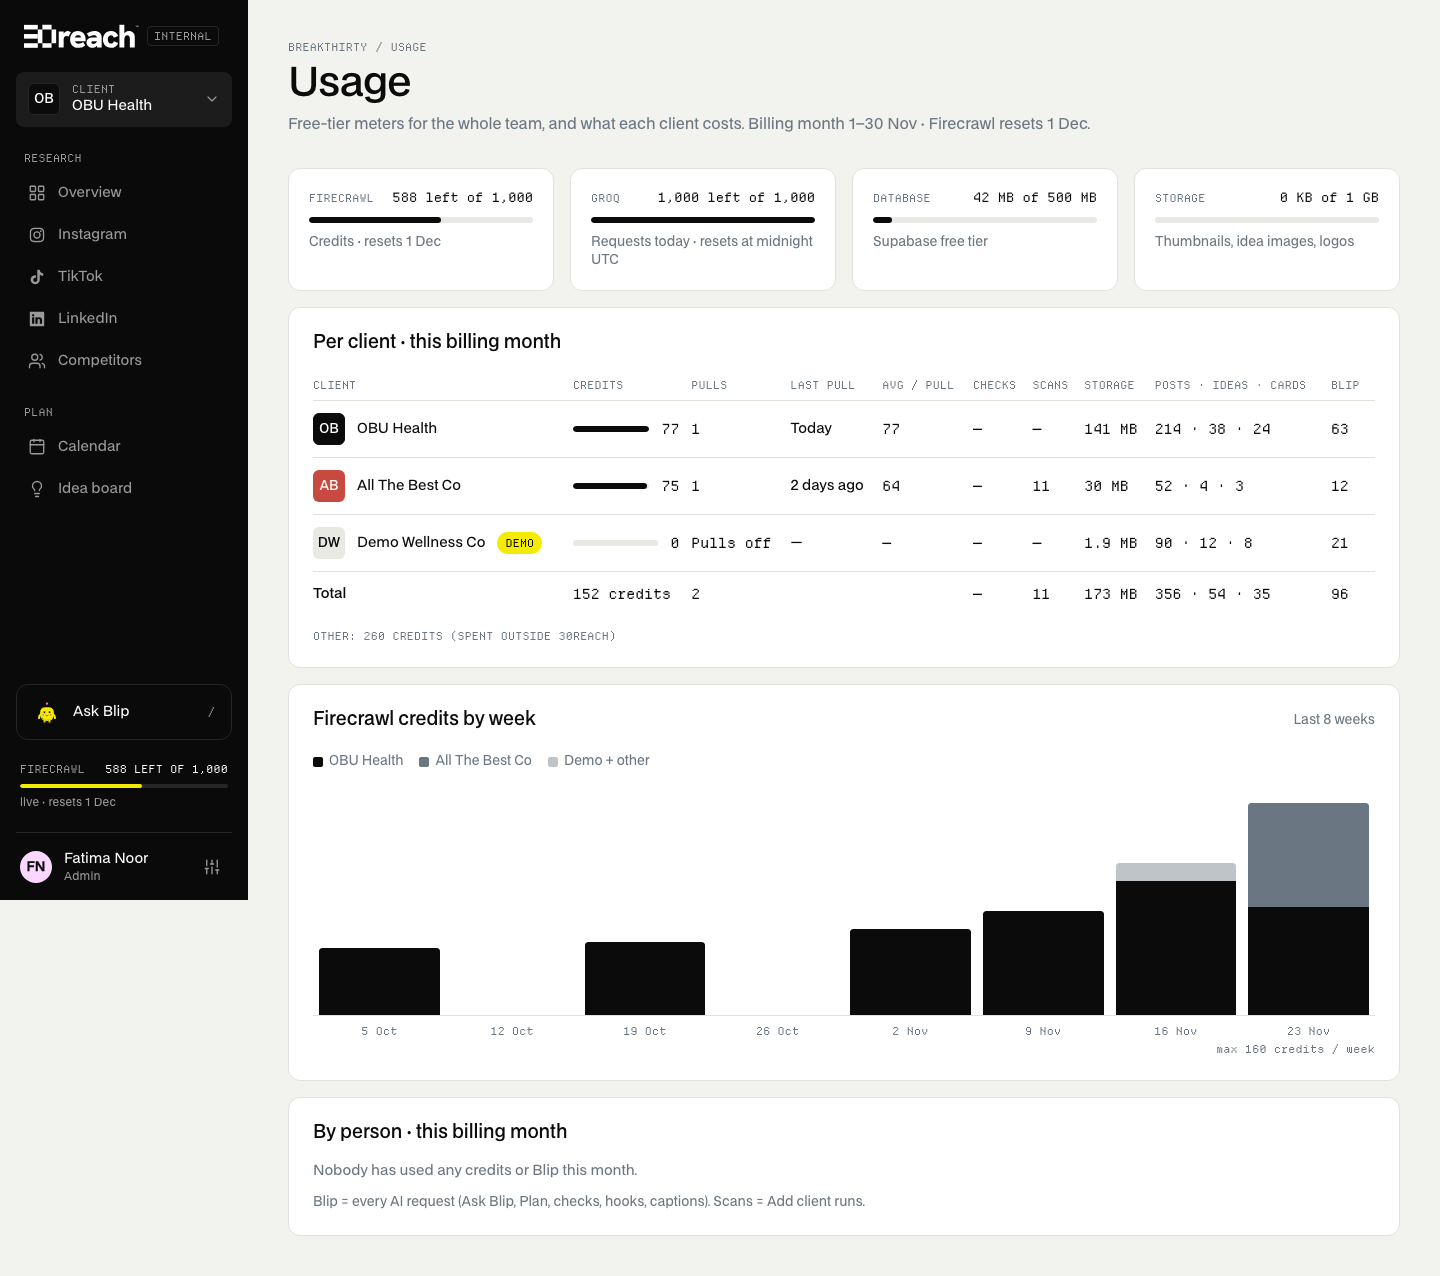 30reach INTERNAL
OB
CLIENT
OBU Health
RESEARCH
Overview
Instagram
TikTok
LinkedIn
Competitors
PLAN
Calendar
Idea board
Ask Blip /
FIRECRAWL 588 LEFT OF 1,000
live · resets 1 Dec
FN
Fatima Noor
Admin
BREAKTHIRTY / USAGE
Usage
Free-tier meters for the whole team, and what each client costs. Billing month 1–30 Nov · Firecrawl resets 1 Dec.
FIRECRAWL 588 left of 1,000
Credits · resets 1 Dec
GROQ 1,000 left of 1,000
Requests today · resets at midnight
UTC
DATABASE 42 MB of 500 MB
Supabase free tier
STORAGE 0 KB of 1 GB
Thumbnails, idea images, logos
Per client · this billing month
CLIENT CREDITS PULLS LAST PULL AVG / PULL CHECKS SCANS STORAGE POSTS · IDEAS · CARDS BLIP
OB OBU Health 77 1 Today 77 — — 141 MB 214 · 38 · 24 63
AB All The Best Co 75 1 2 days ago 64 — 11 30 MB 52 · 4 · 3 12
DW Demo Wellness Co DEMO 0 Pulls off — — — — 1.9 MB 90 · 12 · 8 21
Total 152 credits 2 — 11 173 MB 356 · 54 · 35 96
OTHER: 260 CREDITS (SPENT OUTSIDE 30REACH)
Firecrawl credits by week Last 8 weeks
OBU Health All The Best Co Demo + other
5 Oct 12 Oct 19 Oct 26 Oct 2 Nov 9 Nov 16 Nov 23 Nov
max 160 credits / week
By person · this billing month
Nobody has used any credits or Blip this month.
Blip = every AI request (Ask Blip, Plan, checks, hooks, captions). Scans = Add client runs.